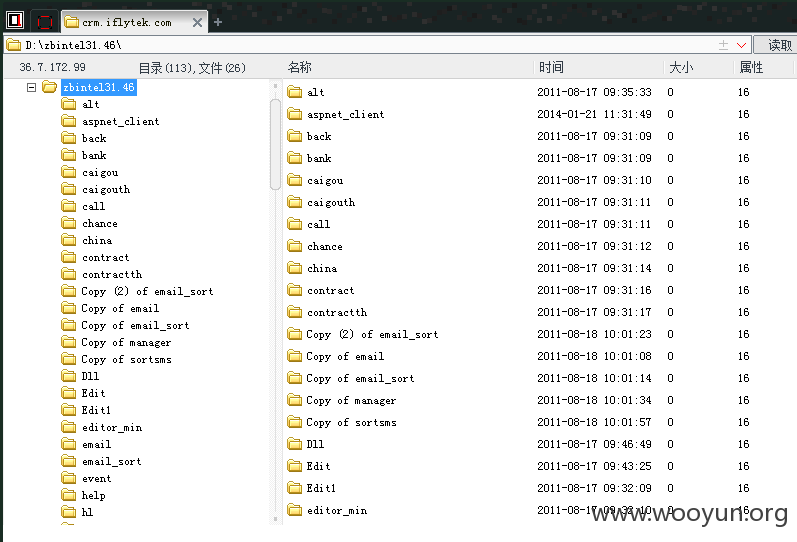 crm.iflytek.com
D:\zbintel31.46\ 读取
36.7.172.99 目录(113),文件(26) 名称 时间 大小 属性
zbintel31.46
alt
aspnet_client
back
bank
caigou
caigouth
call
chance
china
contract
contractth
Copy (2) of email_sort
Copy of email
Copy of email_sort
Copy of manager
Copy of sortsms
Dll
Edit
Edit1
editor_min
email
email_sort
event
help
hl
alt 2011-08-17 09:35:33 0 16
aspnet_client 2014-01-21 11:31:49 0 16
back 2011-08-17 09:31:09 0 16
bank 2011-08-17 09:31:09 0 16
caigou 2011-08-17 09:31:10 0 16
caigouth 2011-08-17 09:31:11 0 16
call 2011-08-17 09:31:11 0 16
chance 2011-08-17 09:31:12 0 16
china 2011-08-17 09:31:14 0 16
contract 2011-08-17 09:31:16 0 16
contractth 2011-08-17 09:31:17 0 16
Copy (2) of email_sort 2011-08-18 10:01:23 0 16
Copy of email 2011-08-18 10:01:08 0 16
Copy of email_sort 2011-08-18 10:01:14 0 16
Copy of manager 2011-08-18 10:01:34 0 16
Copy of sortsms 2011-08-18 10:01:57 0 16
Dll 2011-08-17 09:46:49 0 16
Edit 2011-08-17 09:43:25 0 16
Edit1 2011-08-17 09:32:09 0 16
editor_min 2011-08-17 09:32:10 0 16
www.wooyun.org